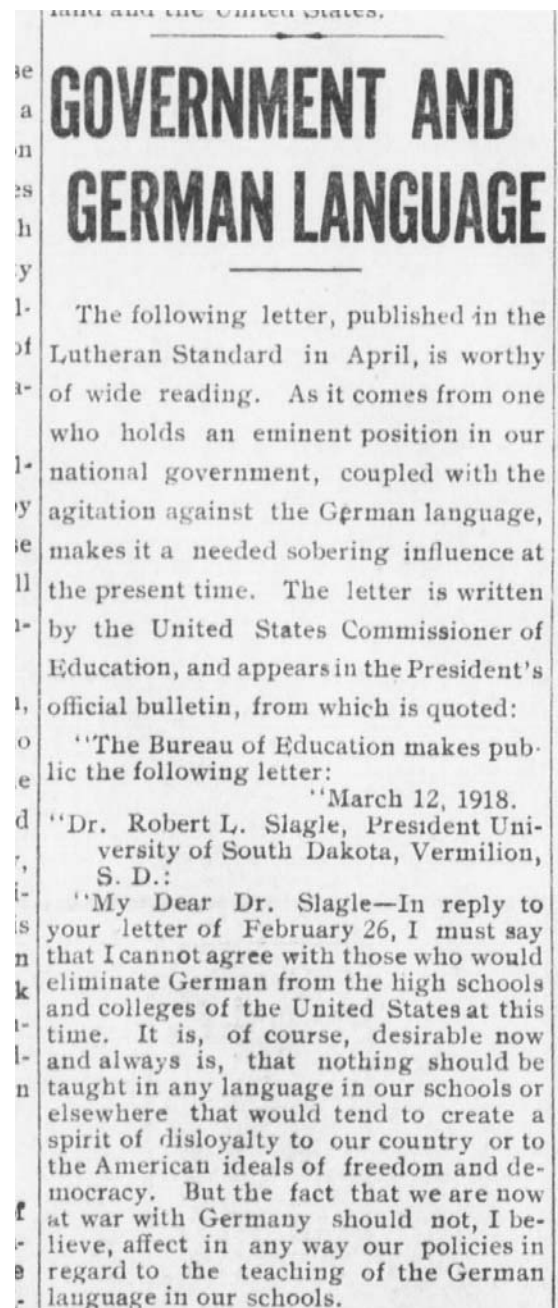 land and the United States.
GOVERNMENT AND
GERMAN LANGUAGE
The following letter, published in the
Lutheran Standard in April, is worthy
of wide reading. As it comes from one
who holds an eminent position in our
national government, coupled with the
agitation against the German language,
makes it a needed sobering influence at
the present time. The letter is written
by the United States Commissioner of
Education, and appears in the President's
official bulletin, from which is quoted:
"The Bureau of Education makes pub-
lic the following letter:
"March 12, 1918.
"Dr. Robert L. Slagle, President Uni-
versity of South Dakota, Vermilion,
S. D.:
"My Dear Dr. Slagle—In reply to
your letter of February 26, I must say
that I cannot agree with those who would
eliminate German from the high schools
and colleges of the United States at this
time. It is, of course, desirable now
and always is, that nothing should be
taught in any language in our schools or
elsewhere that would tend to create a
spirit of disloyalty to our country or to
the American ideals of freedom and de-
mocracy. But the fact that we are now
at war with Germany should not, I be-
lieve, affect in any way our policies in
regard to the teaching of the German
language in our schools.